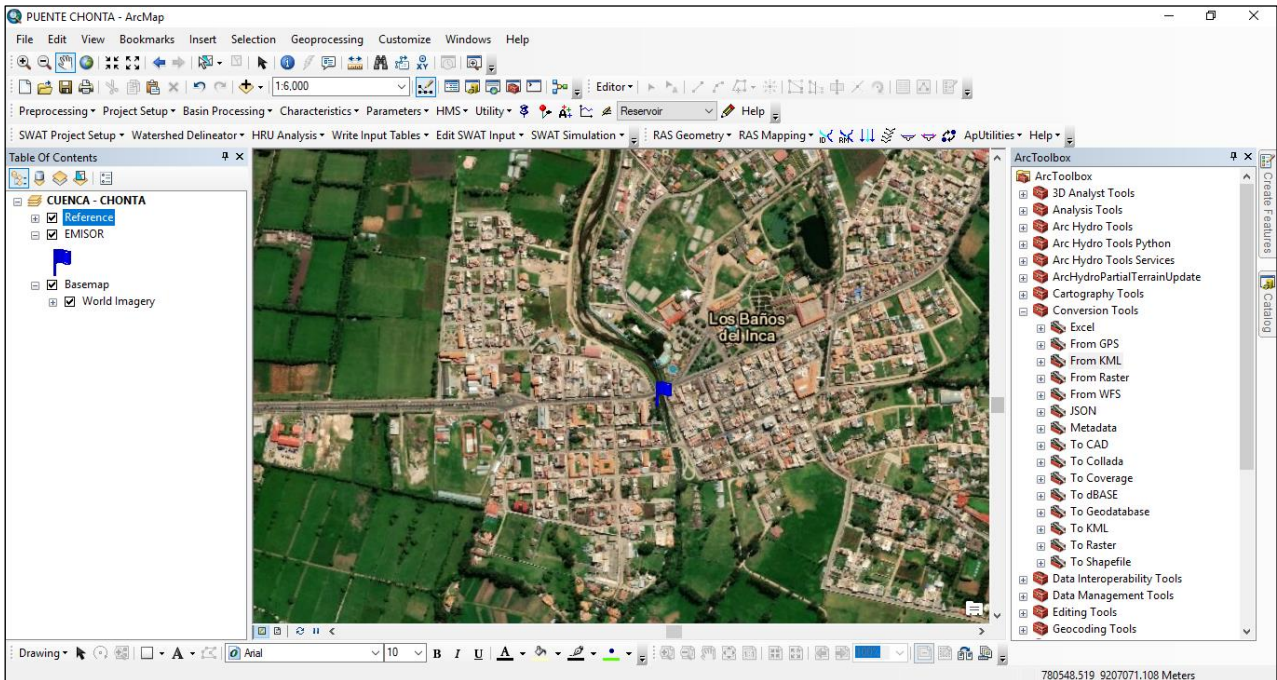 PUENTE CHONTA - ArcMap
File Edit View Bookmarks Insert Selection Geoprocessing Customize Windows Help
1:6,000 Editor
Preprocessing Project Setup Basin Processing Characteristics Parameters HMS Utility Reservoir Help
SWAT Project Setup Watershed Delineator HRU Analysis Write Input Tables Edit SWAT Input SWAT Simulation RAS Geometry RAS Mapping ApUtilities Help
Table Of Contents
CUENCA - CHONTA
Reference
EMISOR
Basemap
World Imagery
Los Baños
del Inca
ArcToolbox
ArcToolbox
3D Analyst Tools
Analysis Tools
Arc Hydro Tools
Arc Hydro Tools Python
Arc Hydro Tools Services
ArcHydroPartialTerrainUpdate
Cartography Tools
Conversion Tools
Excel
From GPS
From KML
From Raster
From WFS
JSON
Metadata
To CAD
To Collada
To Coverage
To dBASE
To Geodatabase
To KML
To Raster
To Shapefile
Data Interoperability Tools
Data Management Tools
Editing Tools
Geocoding Tools
Create Features
Catalog
Drawing A Arial 10 B I U A
780548.519 9207071.108 Meters